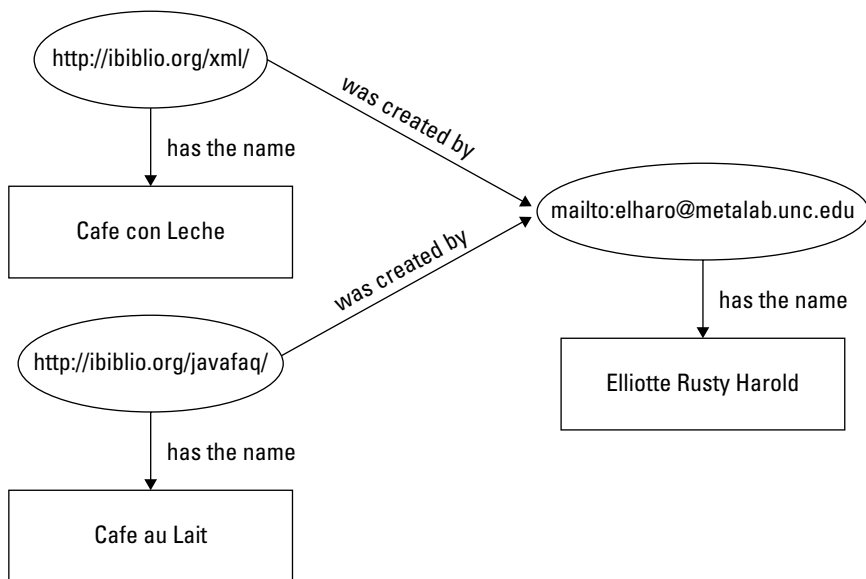 http://ibiblio.org/xml/
was created by
has the name
Cafe con Leche
mailto:elharo@metalab.unc.edu
was created by
has the name
http://ibiblio.org/javafaq/
Elliotte Rusty Harold
has the name
Cafe au Lait